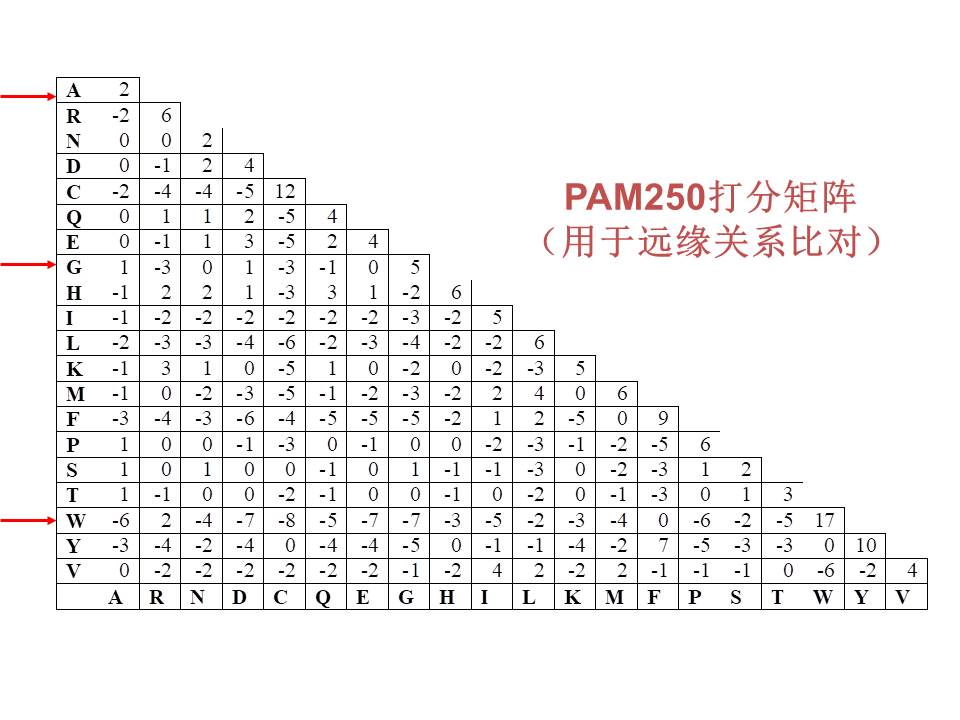 A 2
R -2 6
N 0 0 2
D 0 -1 2 4
C -2 -4 -4 -5 12
PAM250打分矩阵
Q 0 1 1 2 -5 4
E 0 -1 1 3 -5 2 4
（用于远缘关系比对）
G 1 -3 0 1 -3 -1 0 5
H -1 2 2 1 -3 3 1 -2 6
I -1 -2 -2 -2 -2 -2 -2 -3 -2 5
L -2 -3 -3 -4 -6 -2 -3 -4 -2 -2 6
K -1 3 1 0 -5 1 0 -2 0 -2 -3 5
M -1 0 -2 -3 -5 -1 -2 -3 -2 2 4 0 6
F -3 -4 -3 -6 -4 -5 -5 -5 -2 1 2 -5 0 9
P 1 0 0 -1 -3 0 -1 0 0 -2 -3 -1 -2 -5 6
S 1 0 1 0 0 -1 0 1 -1 -1 -3 0 -2 -3 1 2
T 1 -1 0 0 -2 -1 0 0 -1 0 -2 0 -1 -3 0 1 3
W -6 2 -4 -7 -8 -5 -7 -7 -3 -5 -2 -3 -4 0 -6 -2 -5 17
Y -3 -4 -2 -4 0 -4 -4 -5 0 -1 -1 -4 -2 7 -5 -3 -3 0 10
V 0 -2 -2 -2 -2 -2 -2 -1 -2 4 2 -2 2 -1 -1 -1 0 -6 -2 4
A R N D C Q E G H I L K M F P S T W Y V